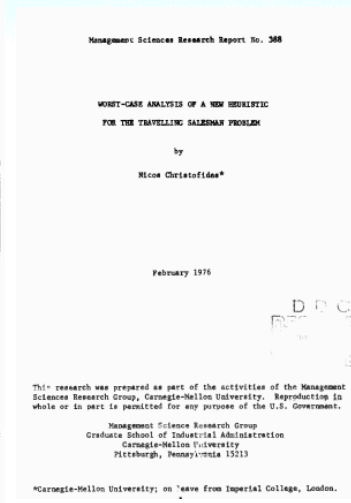 Management Sciences Research Report No. 388
WORST-CASE ANALYSIS OF A NEW HEURISTIC
FOR THE TRAVELLING SALESMAN PROBLEM
by
Nicos Christofides*
February 1976
D D C
This research was prepared as part of the activities of the Management
Sciences Research Group, Carnegie-Mellon University. Reproduction in
whole or in part is permitted for any purpose of the U.S. Government.
Management Science Research Group
Graduate School of Industrial Administration
Carnegie-Mellon University
Pittsburgh, Pennsylvania 15213
*Carnegie-Mellon University; on leave from Imperial College, London.